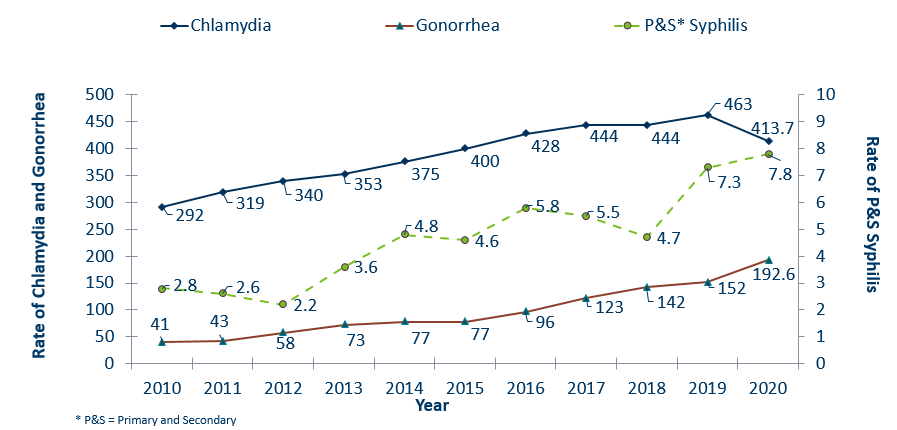 Chlamydia Gonorrhea P&S* Syphilis
Rate of Chlamydia and Gonorrhea
500
450
400
350
300
250
200
150
100
50
0
292 319 340 353 375 400 428 444 444 463 413.7
2.8 2.6 2.2 3.6 4.8 4.6 5.8 5.5 4.7 7.3 7.8
41 43 58 73 77 77 96 123 142 152 192.6
10
9
8
7
6
5
4
3
2
1
0
Rate of P&S Syphilis
2010 2011 2012 2013 2014 2015 2016 2017 2018 2019 2020
Year
* P&S = Primary and Secondary